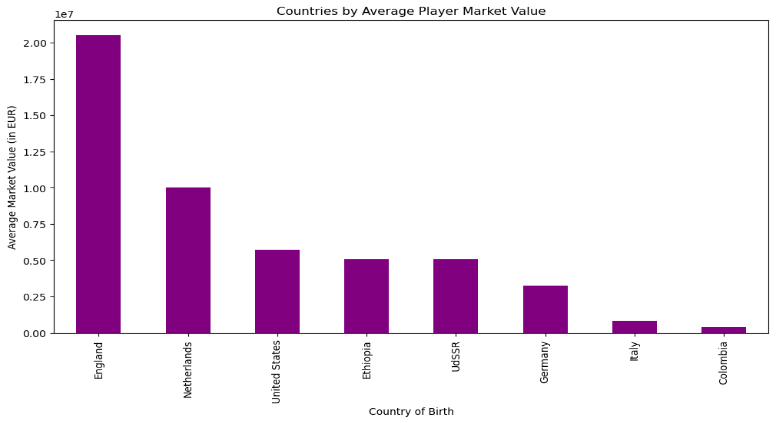 Countries by Average Player Market Value
1e7
2.00
1.75
1.50
1.25
1.00
0.75
0.50
0.25
0.00
Average Market Value (in EUR)
England
Netherlands
United States
Ethiopia
UdSSR
Germany
Italy
Colombia
Country of Birth